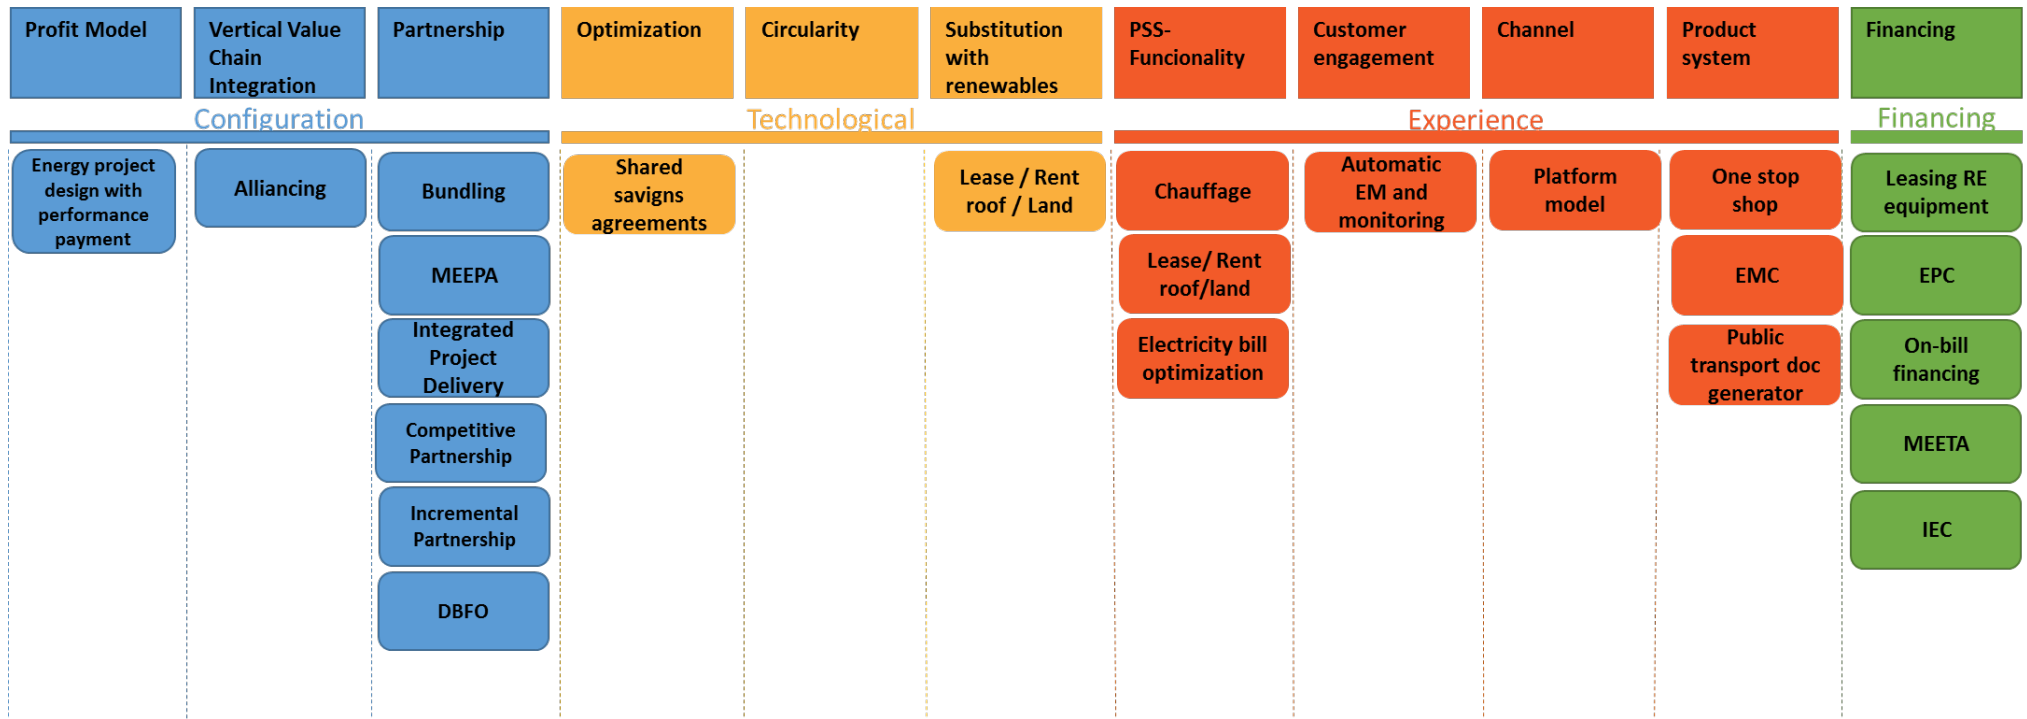 Profit Model
Vertical Value
Chain
Integration
Partnership
Optimization
Circularity
Substitution
with
renewables
PSS-
Funcionality
Customer
engagement
Channel
Product
system
Financing
Configuration
Technological
Experience
Financing
Energy project
design with
performance
payment
Alliancing
Bundling
MEEPA
Integrated
Project
Delivery
Competitive
Partnership
Incremental
Partnership
DBFO
Shared
savigns
agreements
Lease / Rent
roof / Land
Chauffage
Lease/ Rent
roof/land
Electricity bill
optimization
Automatic
EM and
monitoring
Platform
model
One stop
shop
EMC
Public
transport doc
generator
Leasing RE
equipment
EPC
On-bill
financing
MEETA
IEC